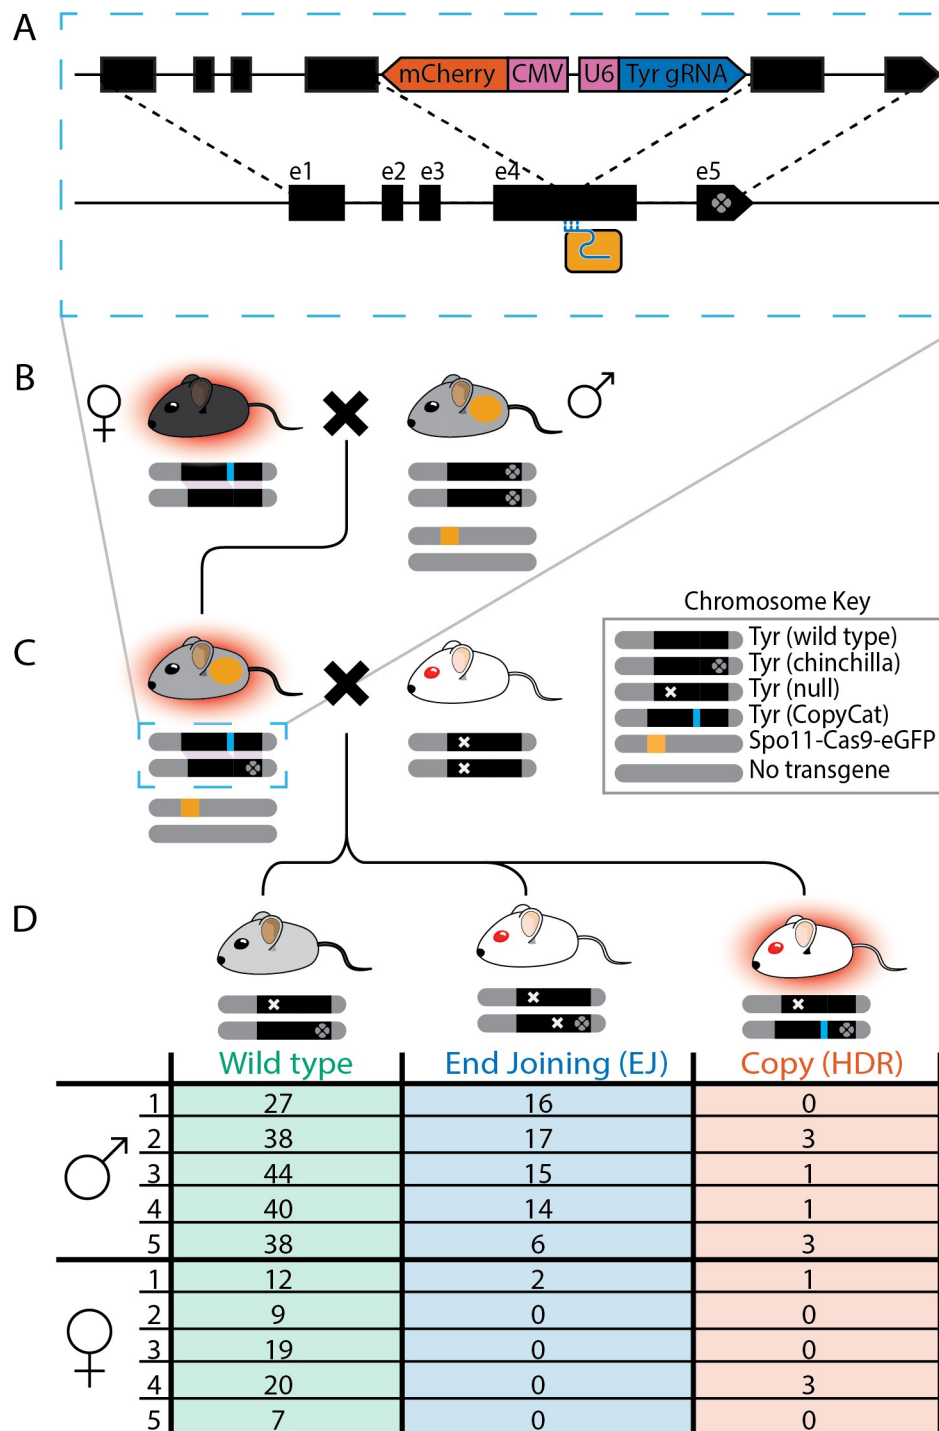 A
mCherry CMV U6 Tyr gRNA
e1 e2 e3 e4 e5
B
♀ ♂
Chromosome Key
C
Tyr (wild type)
Tyr (chinchilla)
Tyr (null)
Tyr (CopyCat)
Spo11-Cas9-eGFP
No transgene
D
Wild type End Joining (EJ) Copy (HDR)
♂
1 27 16 0
2 38 17 3
3 44 15 1
4 40 14 1
5 38 6 3
♀
1 12 2 1
2 9 0 0
3 19 0 0
4 20 0 3
5 7 0 0